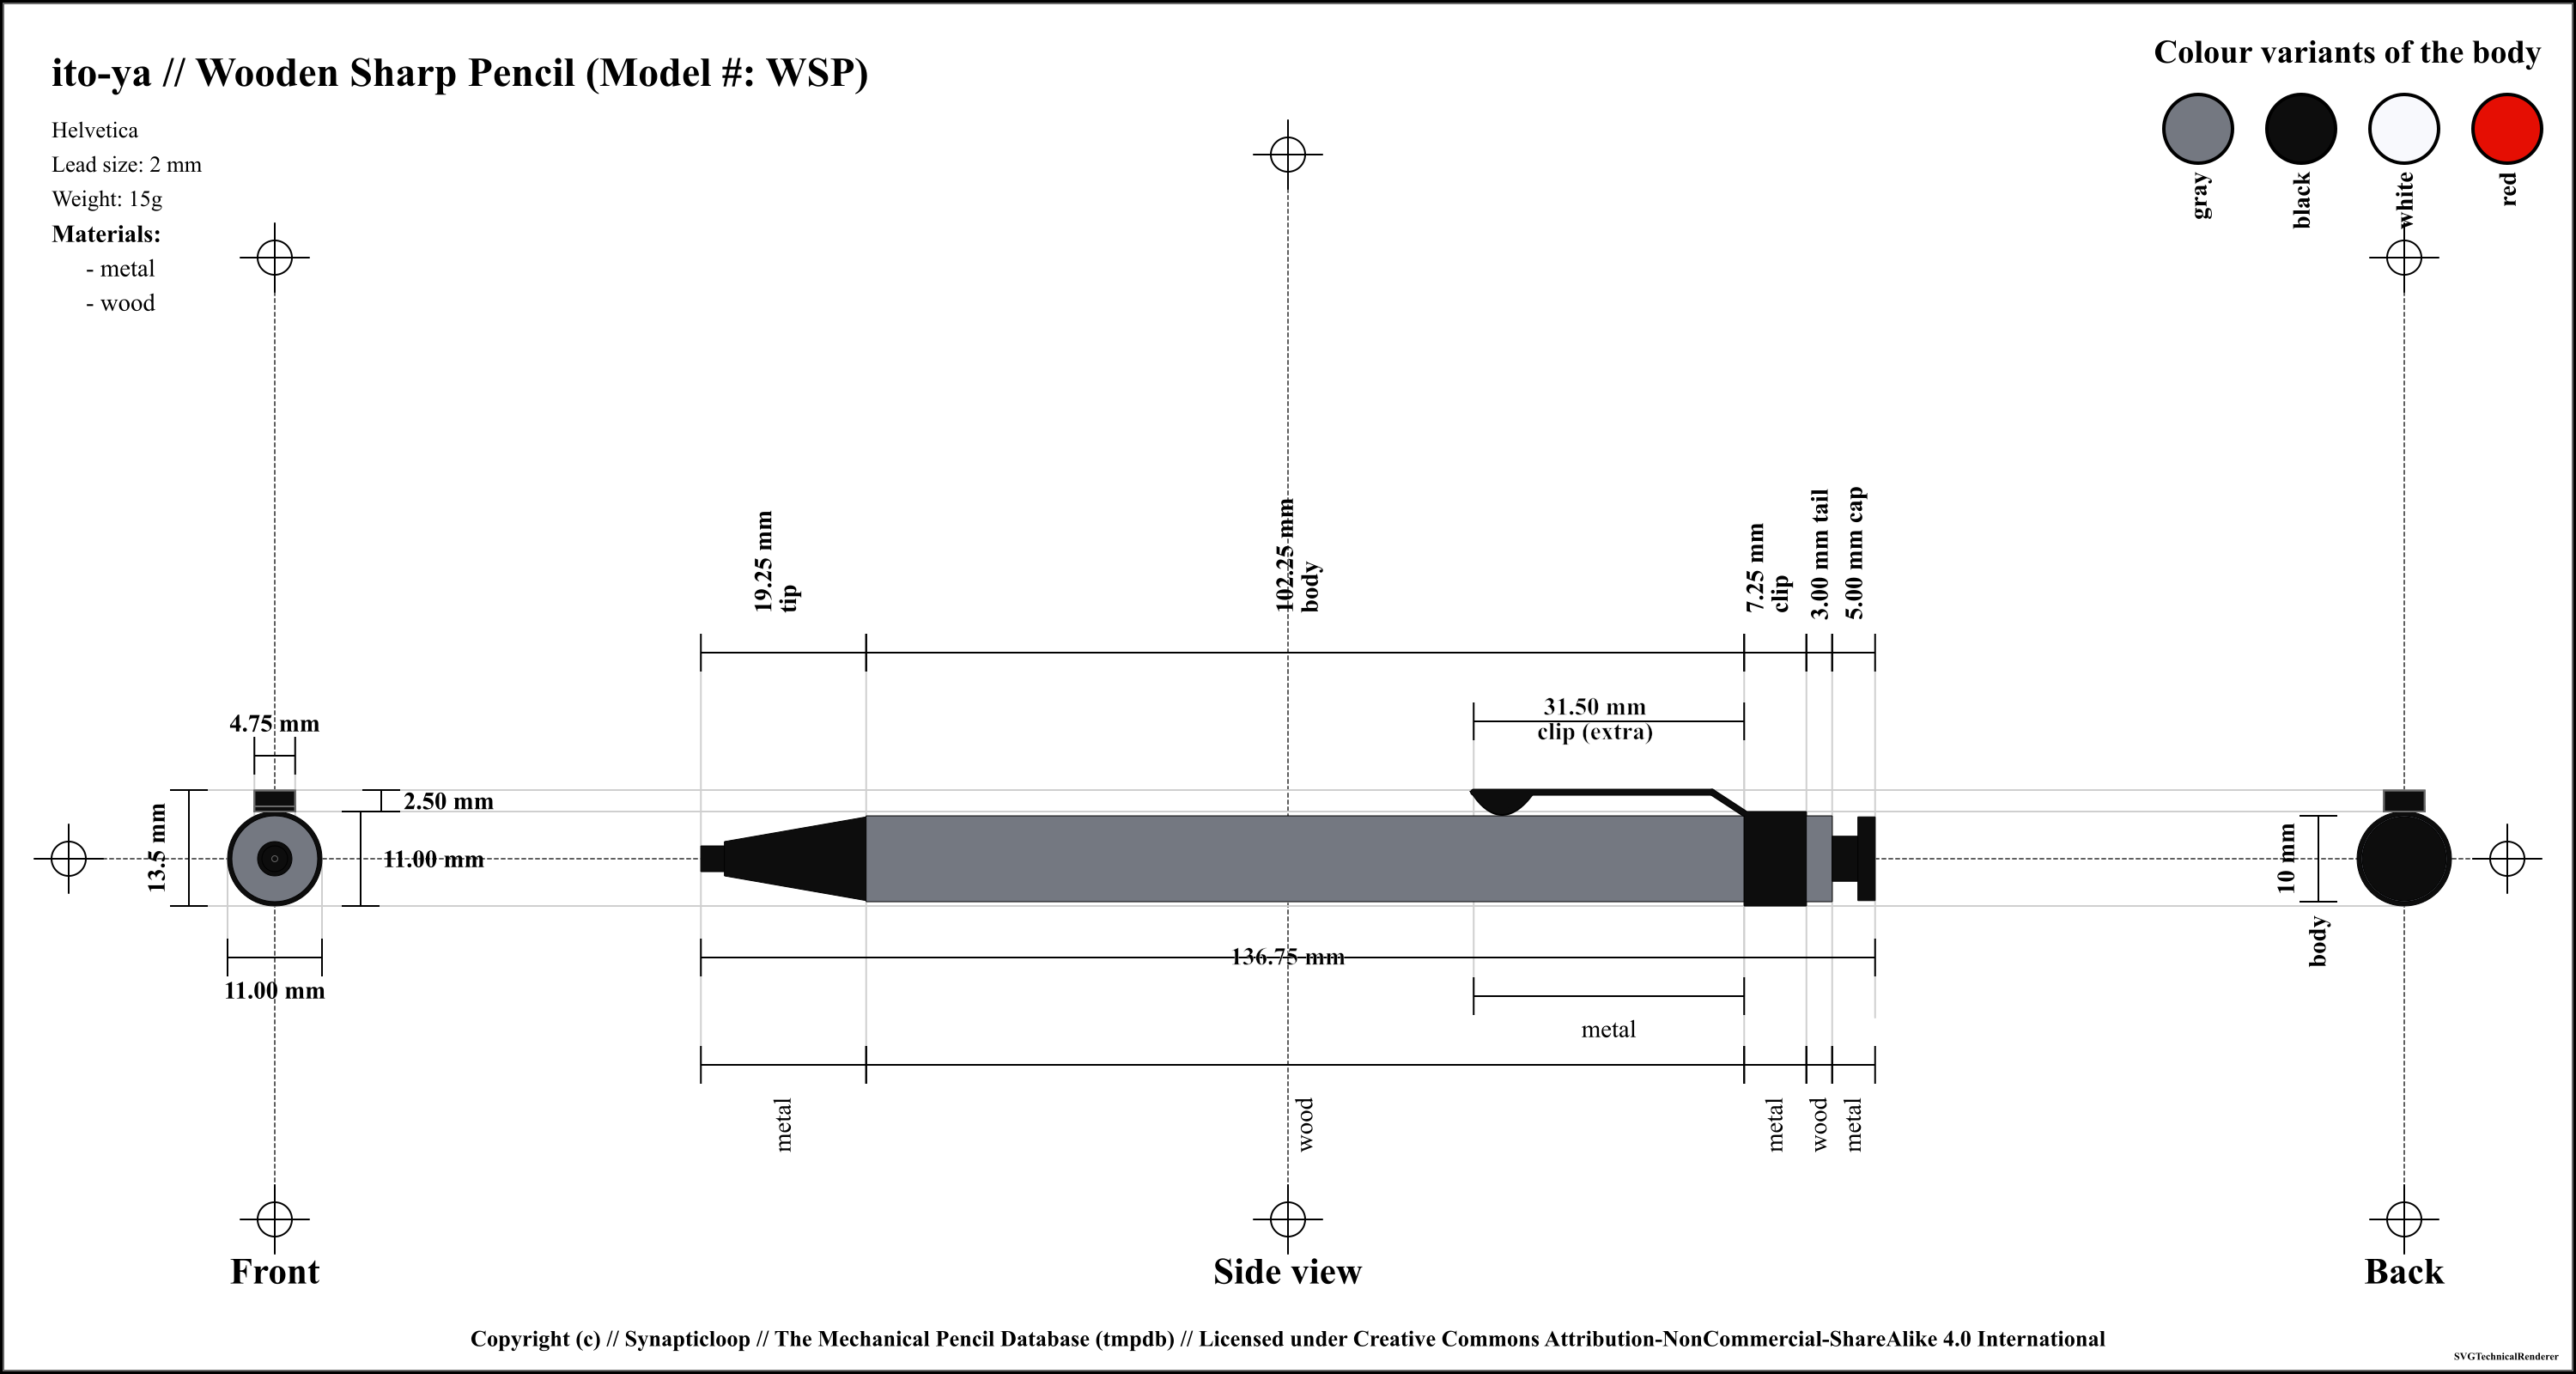 ito-ya // Wooden Sharp Pencil (Model #: WSP)
Helvetica
Lead size: 2 mm
Weight: 15g
Materials:
- metal
- wood
Colour variants of the body
gray
black
white
red
19.25 mm
tip
102.25 mm
body
7.25 mm
clip
3.00 mm tail
5.00 mm cap
31.50 mm
clip (extra)
4.75 mm
2.50 mm
13.5 mm
11.00 mm
11.00 mm
10 mm
body
136.75 mm
metal
metal
wood
metal
wood
metal
Front
Side view
Back
Copyright (c) // Synapticloop // The Mechanical Pencil Database (tmpdb) // Licensed under Creative Commons Attribution-NonCommercial-ShareAlike 4.0 International
SVGTechnicalRenderer